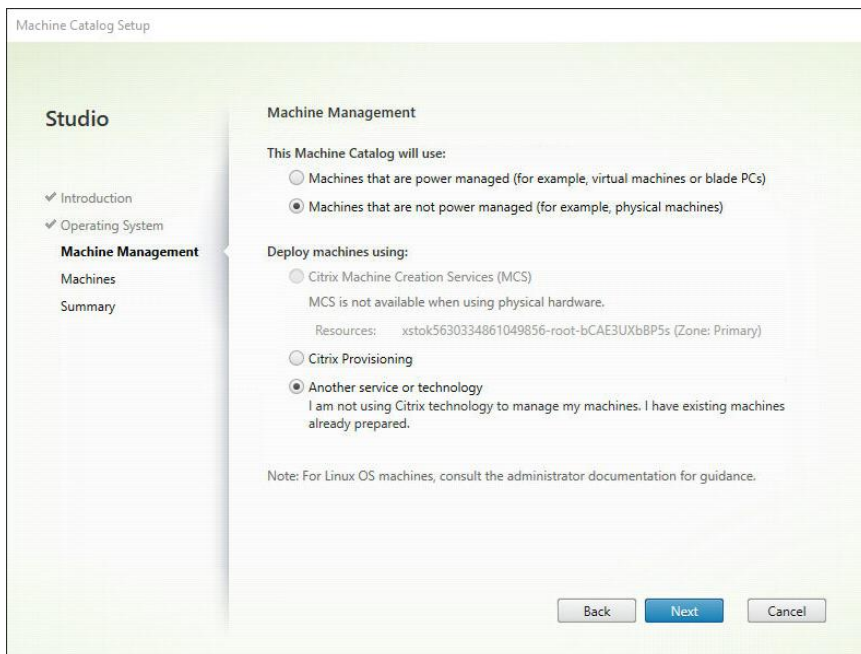 Machine Catalog Setup
Studio
Introduction
Operating System
Machine Management
Machines
Summary
Machine Management
This Machine Catalog will use:
Machines that are power managed (for example, virtual machines or blade PCs)
Machines that are not power managed (for example, physical machines)
Deploy machines using:
Citrix Machine Creation Services (MCS)
MCS is not available when using physical hardware.
Resources: xstok5630334861049856-root-bCAE3UXbBP5s (Zone: Primary)
Citrix Provisioning
Another service or technology
I am not using Citrix technology to manage my machines. I have existing machines
already prepared.
Note: For Linux OS machines, consult the administrator documentation for guidance.
Back Next Cancel